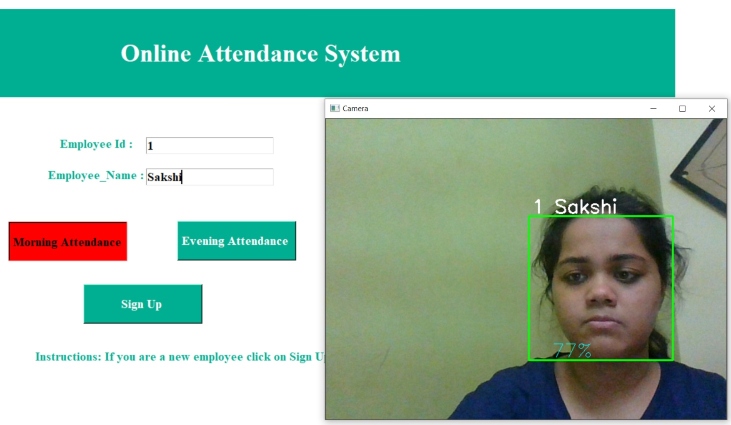 Online Attendance System
Camera
Employee Id :
1
Employee_Name :
Sakshi
1 Sakshi
Morning Attendance
Evening Attendance
Sign Up
77%
Instructions: If you are a new employee click on Sign